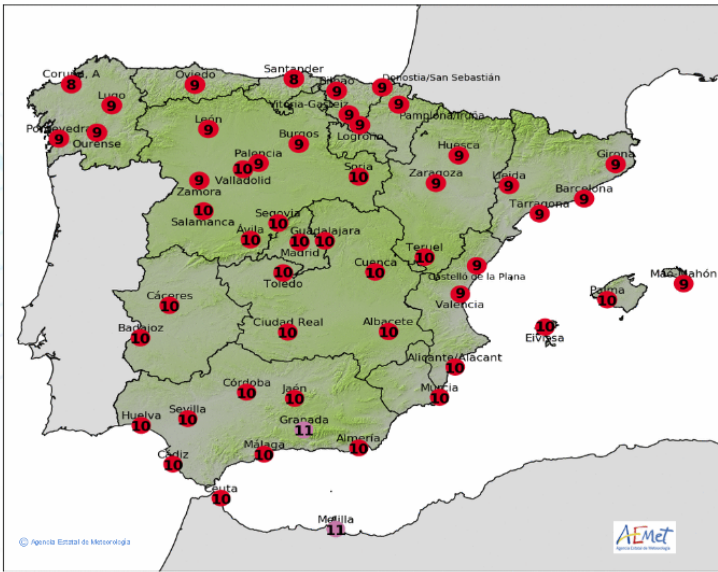 Santander
8
Coruña, A
8
Oviedo
9
Bilbao
9
Donostia/San Sebastián
9
Lugo
9
Vitoria-Gasteiz
9
Pamplona/Iruña
9
Pontevedra
9
Ourense
9
León
9
Burgos
9
Logroño
9
Huesca
9
Girona
9
Palencia
9
Valladolid
10
Soria
10
Zaragoza
9
Lleida
9
Barcelona
9
Zamora
9
Tarragona
9
Salamanca
10
Segovia
10
Ávila
10
Guadalajara
10
Madrid
10
Teruel
10
Cuenca
10
Castelló de la Plana
9
Toledo
10
Valencia
9
Palma
10
Maó/Mahón
9
Cáceres
10
Badajoz
10
Ciudad Real
10
Albacete
10
10
Eivissa
Alicante/Alacant
10
Córdoba
10
Jaén
10
Murcia
10
Huelva
10
Sevilla
10
Granada
11
Cádiz
10
Málaga
10
Almería
10
Ceuta
10
Melilla
11
© Agencia Estatal de Meteorología
AEMet
Agencia Estatal de Meteorología